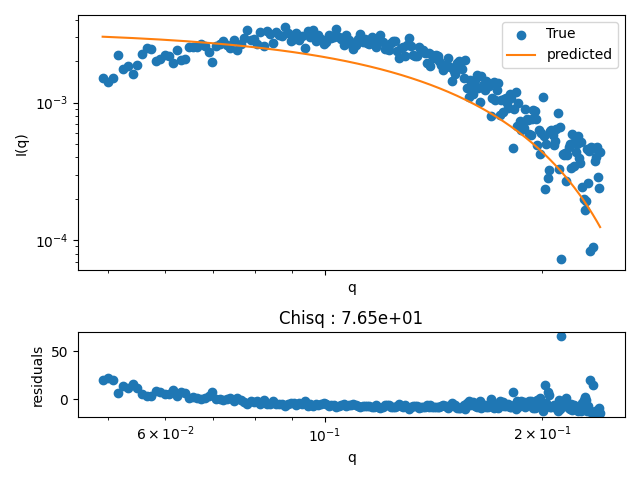 True
predicted
10⁻³
10⁻⁴
I(q)
q
Chisq : 7.65e+01
50
0
residuals
6 × 10⁻²
10⁻¹
2 × 10⁻¹
q